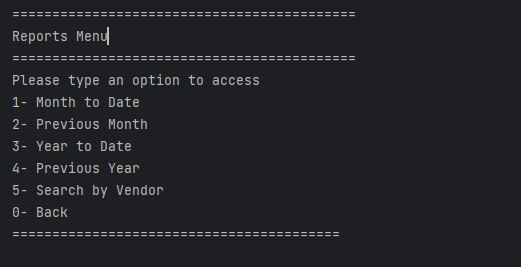 ===========================================
Reports Menu
===========================================
Please type an option to access
1- Month to Date
2- Previous Month
3- Year to Date
4- Previous Year
5- Search by Vendor
0- Back
=========================================